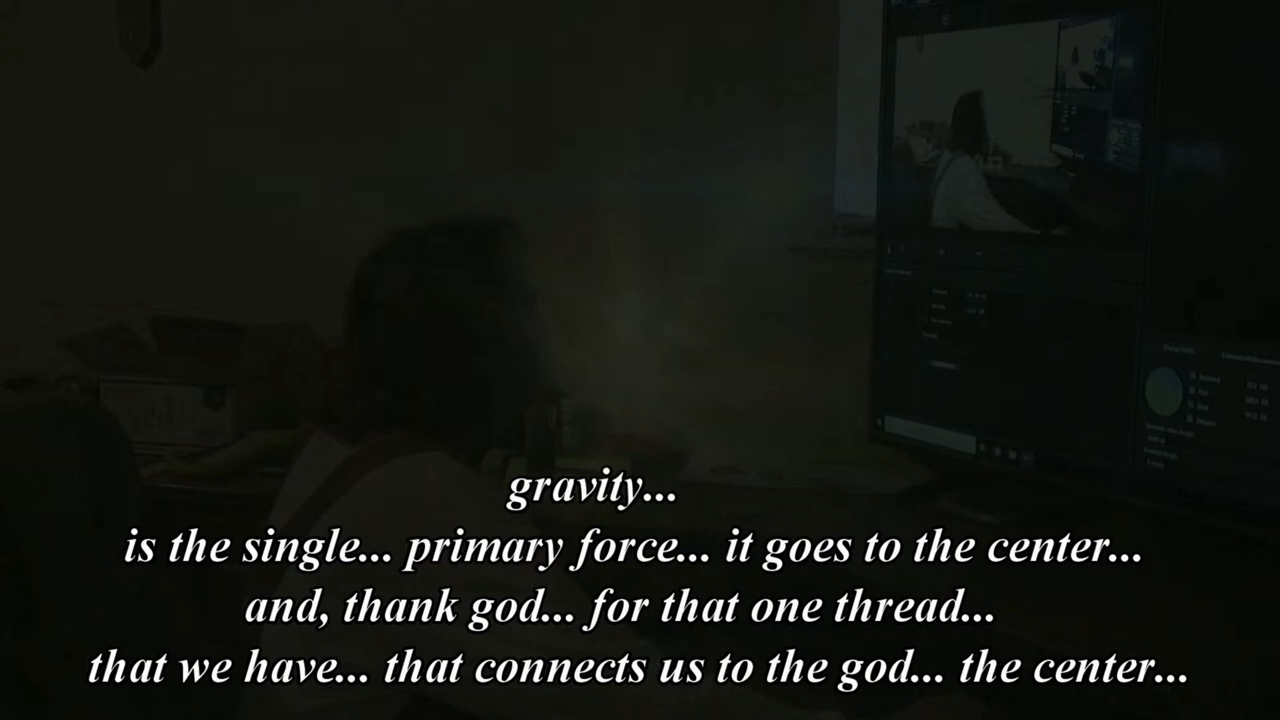 gravity...
is the single... primary force... it goes to the center...
and, thank god... for that one thread...
that we have... that connects us to the god... the center...